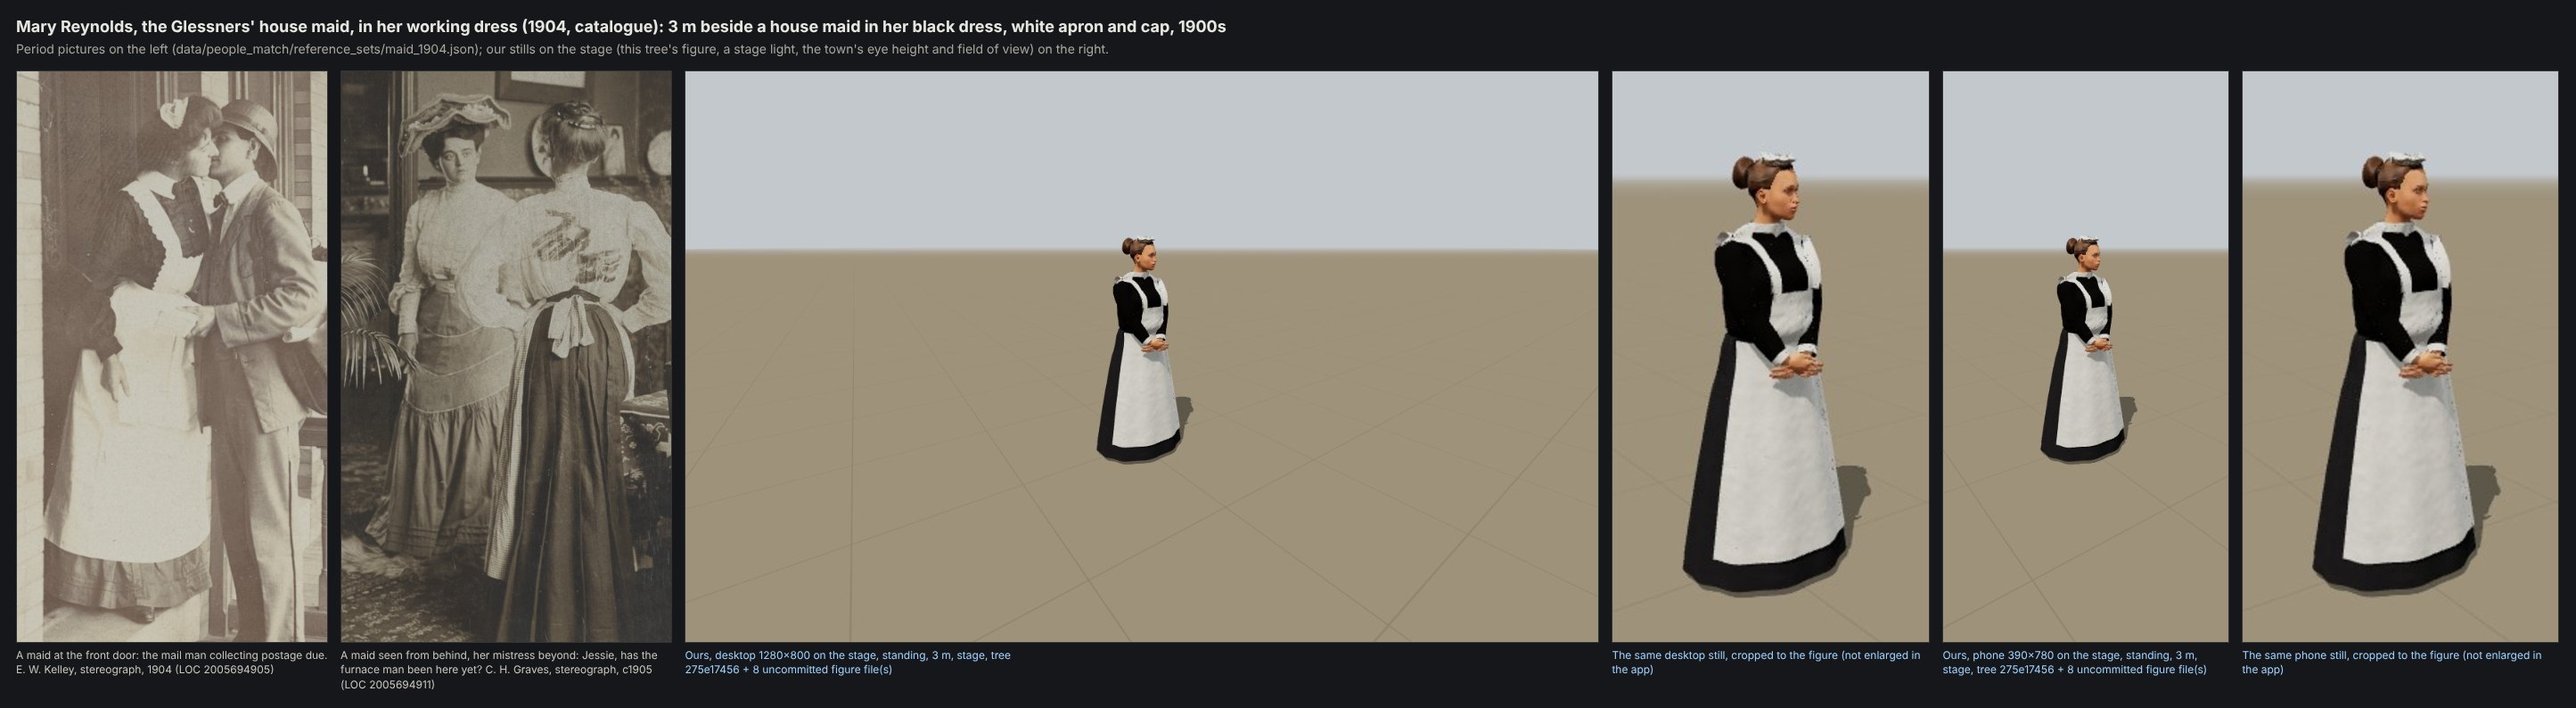 Mary Reynolds, the Glessners' house maid, in her working dress (1904, catalogue): 3 m beside a house maid in her black dress, white apron and cap, 1900s
Period pictures on the left (data/people_match/reference_sets/maid_1904.json); our stills on the stage (this tree's figure, a stage light, the town's eye height and field of view) on the right.
A maid at the front door: the mail man collecting postage due.
E. W. Kelley, stereograph, 1904 (LOC 2005694905)
A maid seen from behind, her mistress beyond: Jessie, has the
furnace man been here yet? C. H. Graves, stereograph, c1905
(LOC 2005694911)
Ours, desktop 1280×800 on the stage, standing, 3 m, stage, tree
275e17456 + 8 uncommitted figure file(s)
The same desktop still, cropped to the figure (not enlarged in
the app)
Ours, phone 390×780 on the stage, standing, 3 m,
stage, tree 275e17456 + 8 uncommitted figure file(s)
The same phone still, cropped to the figure (not enlarged in
the app)